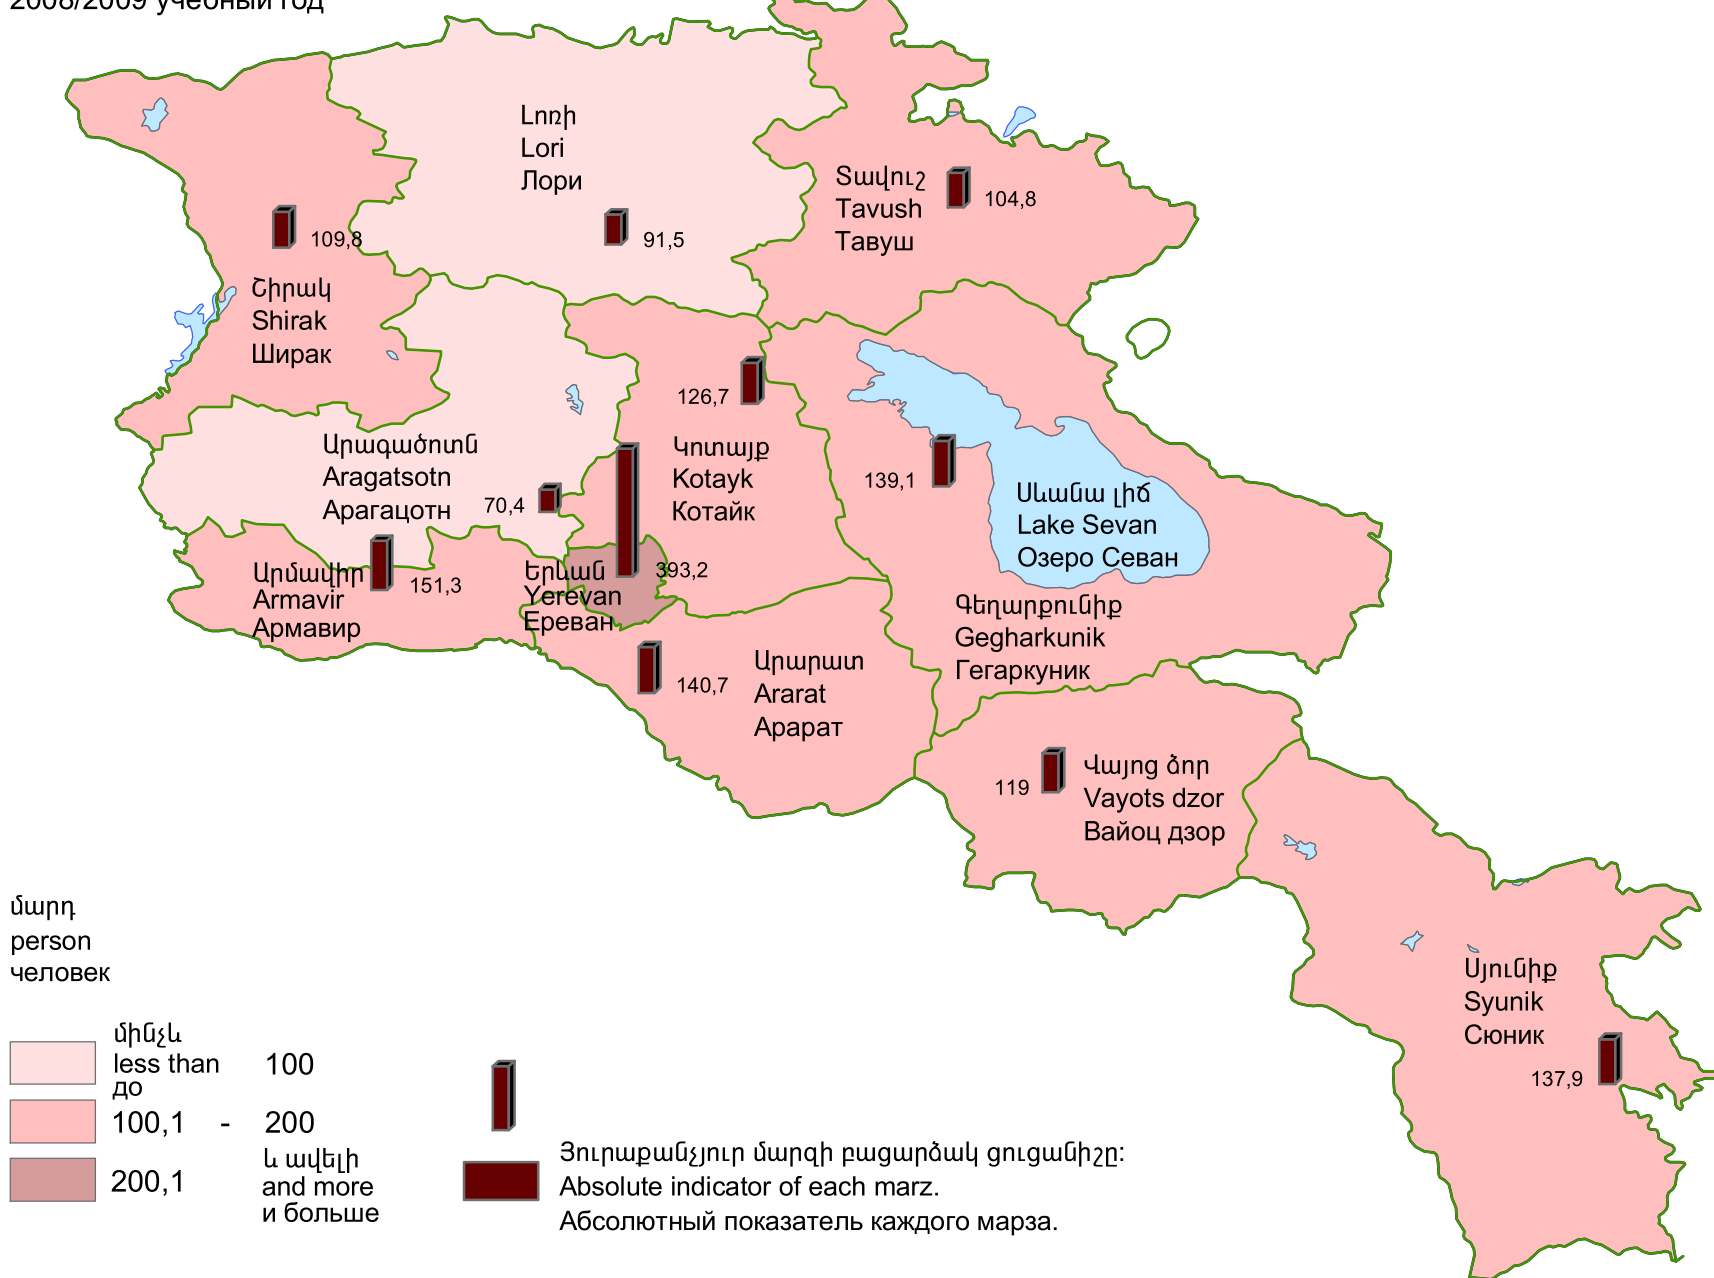 2008/2009 учебный год
Լոռի
Lori
Лори
91,5
Տավուշ
Tavush
Тавуш
104,8
109,8
Շիրակ
Shirak
Ширак
126,7
Կոտայք
Kotayk
Котайк
Արագածոտն
Aragatsotn
Арагацотн
70,4
139,1
Սևանա լիճ
Lake Sevan
Озеро Севан
Արմավիր
Armavir
Армавир
151,3
Երևան
Yerevan
Ереван
393,2
Գեղարքունիք
Gegharkunik
Гегаркуник
140,7
Արարատ
Ararat
Арарат
119
Վայոց ձոր
Vayots dzor
Вайоц дзор
Սյունիք
Syunik
Сюник
137,9
մարդ
person
человек
մինչև
less than 100
до
100,1 - 200
200,1
և ավելի
and more
и больше
Յուրաքանչյուր մարզի բացարձակ ցուցանիշը:
Absolute indicator of each marz.
Абсолютный показатель каждого марза.